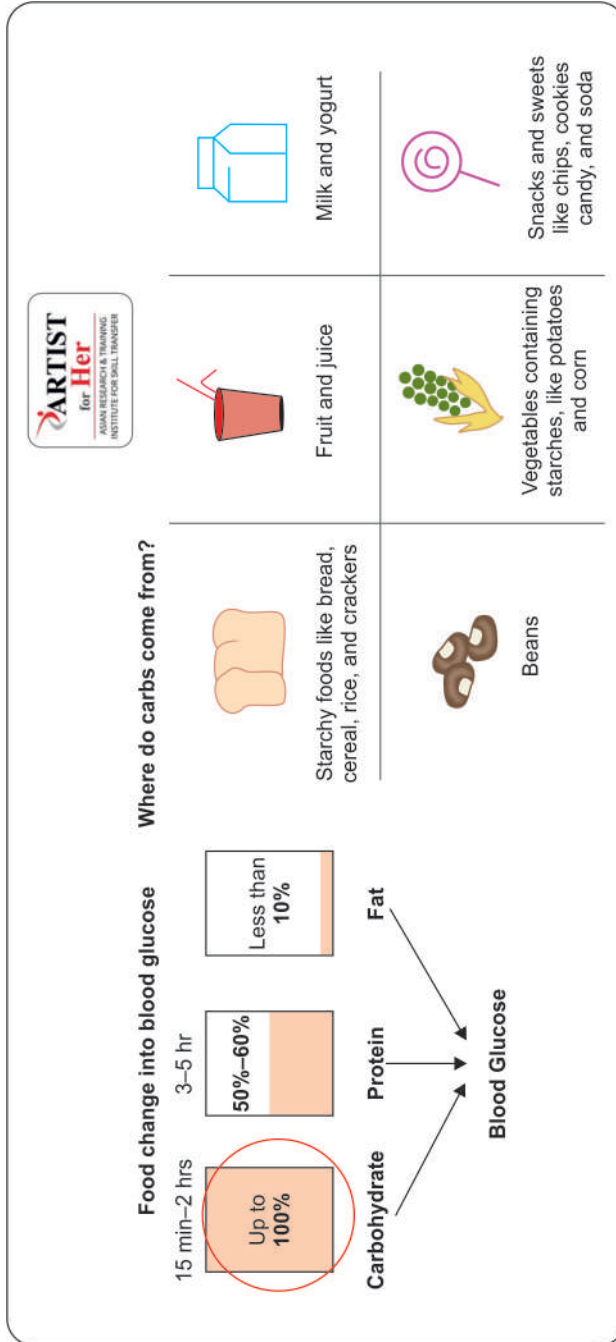 ARTIST
for Her
ASIAN RESEARCH & TRAINING
INSTITUTE FOR SKILL TRANSFER
Food change into blood glucose
15 min–2 hrs
3–5 hr
Up to
100%
50%–60%
Less than
10%
Carbohydrate
Protein
Fat
Blood Glucose
Where do carbs come from?
Starchy foods like bread,
cereal, rice, and crackers
Fruit and juice
Milk and yogurt
Beans
Vegetables containing
starches, like potatoes
and corn
Snacks and sweets
like chips, cookies
candy, and soda